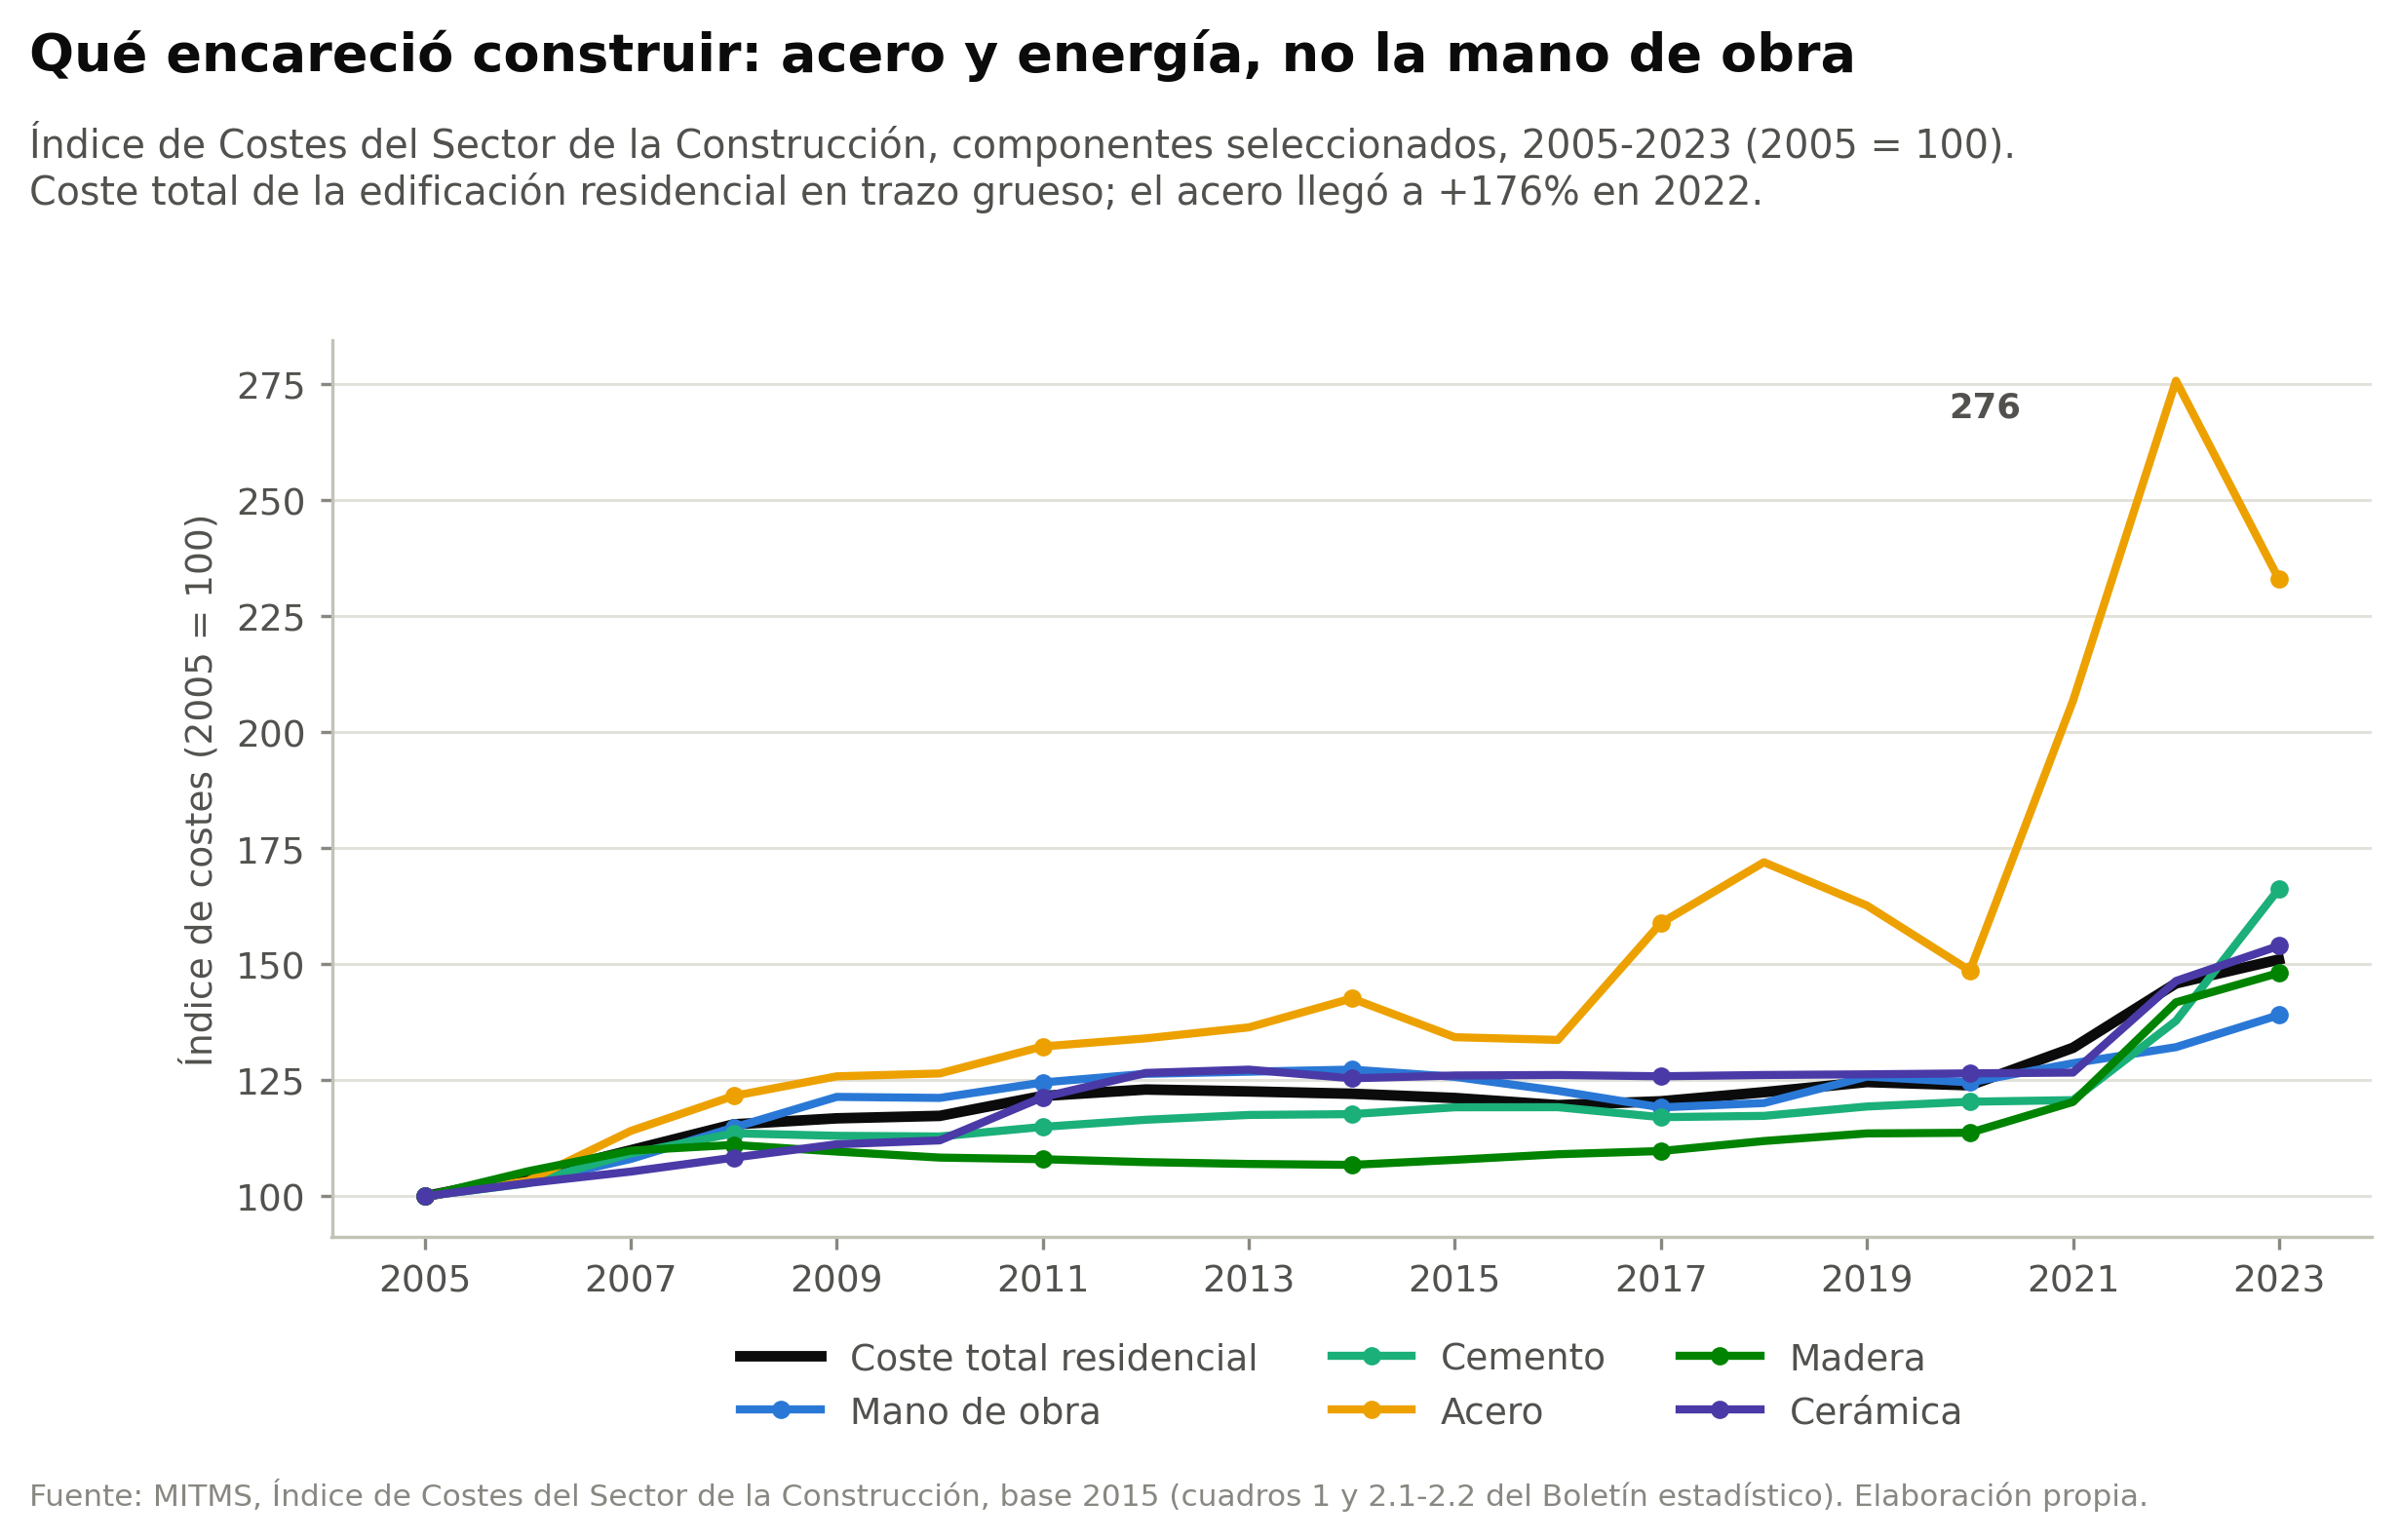 Qué encareció construir: acero y energía, no la mano de obra
Índice de Costes del Sector de la Construcción, componentes seleccionados, 2005-2023 (2005 = 100).
Coste total de la edificación residencial en trazo grueso; el acero llegó a +176% en 2022.
Índice de costes (2005 = 100)
275
250
225
200
175
150
125
100
276
2005 2007 2009 2011 2013 2015 2017 2019 2021 2023
Coste total residencial Cemento Madera
Mano de obra Acero Cerámica
Fuente: MITMS, Índice de Costes del Sector de la Construcción, base 2015 (cuadros 1 y 2.1-2.2 del Boletín estadístico). Elaboración propia.